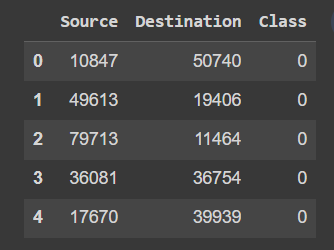 Source Destination Class
0 10847 50740 0
1 49613 19406 0
2 79713 11464 0
3 36081 36754 0
4 17670 39939 0